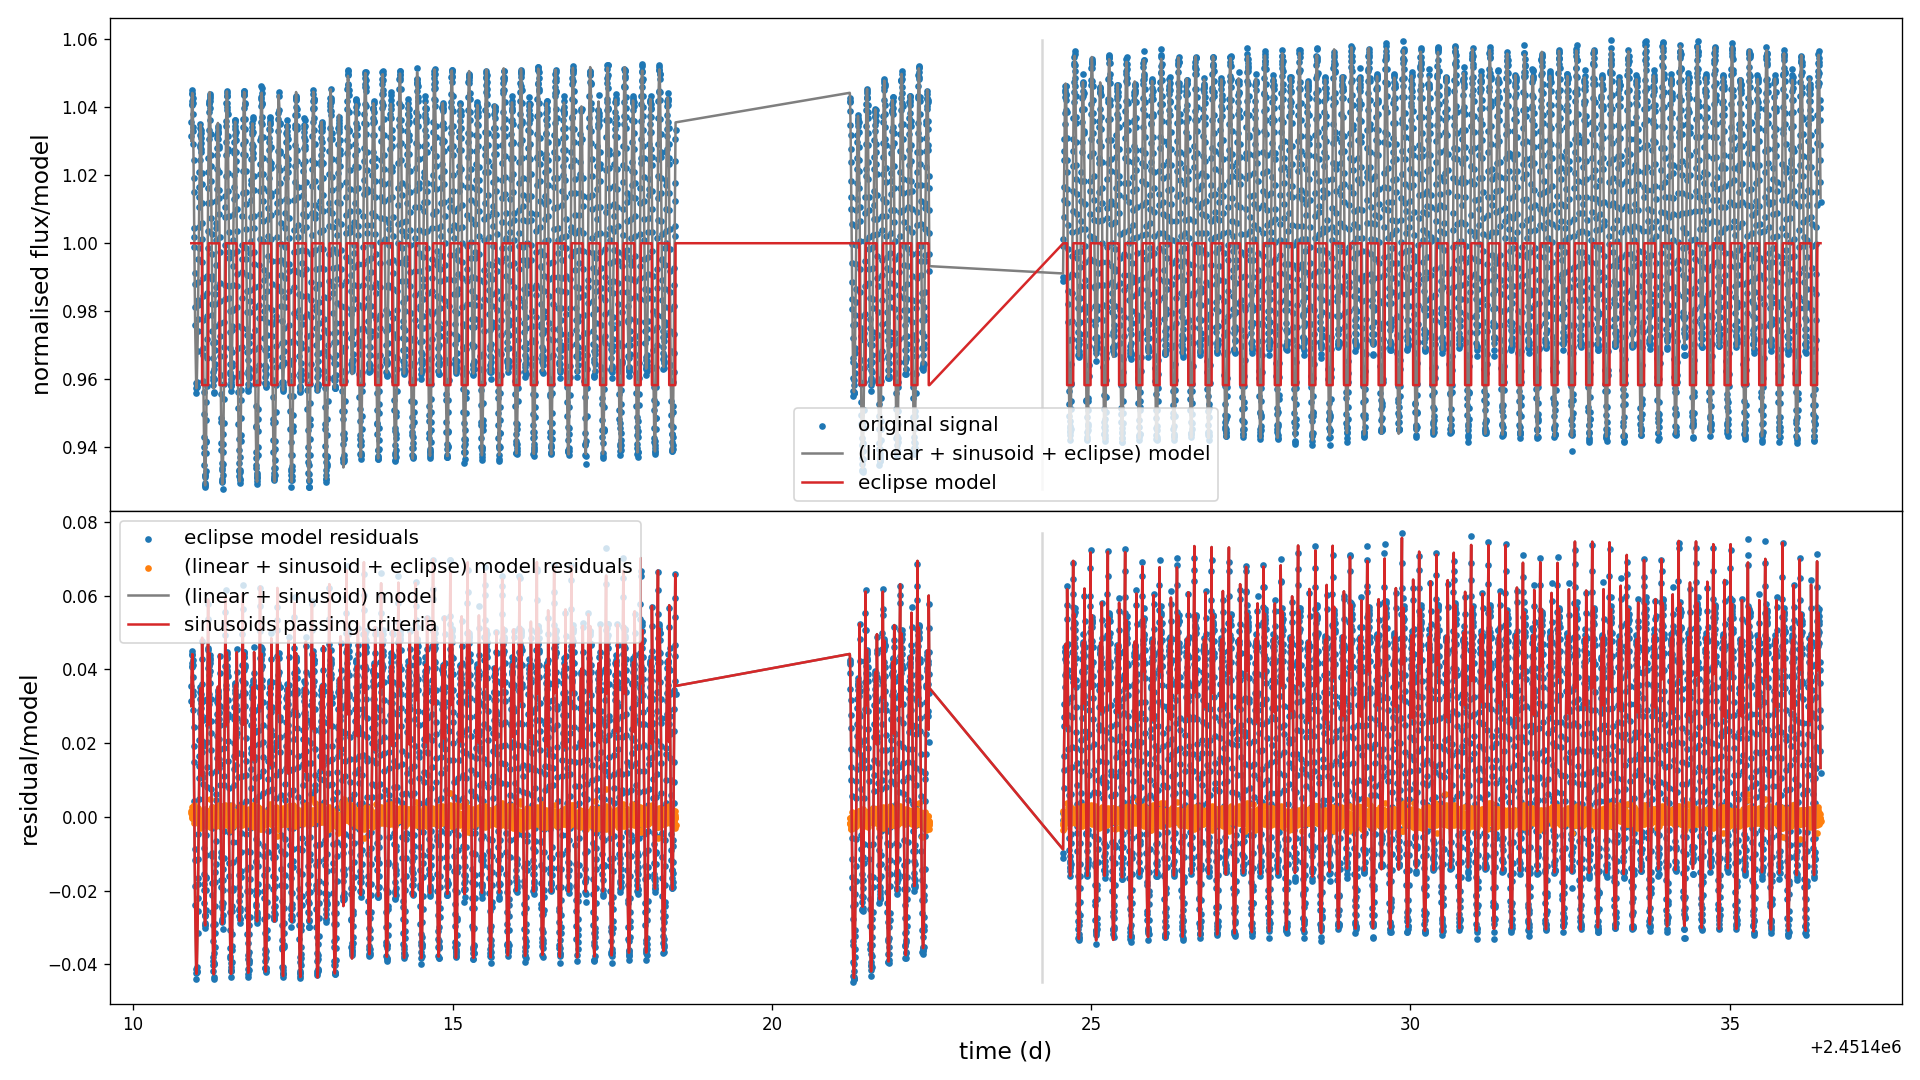 normalised flux/model
1.06
1.04
1.02
1.00
0.98
0.96
0.94
original signal
(linear + sinusoid + eclipse) model
eclipse model
residual/model
0.08
0.06
0.04
0.02
0.00
−0.02
−0.04
eclipse model residuals
(linear + sinusoid + eclipse) model residuals
(linear + sinusoid) model
sinusoids passing criteria
10 15 20 25 30 35
time (d)
+2.4514e6